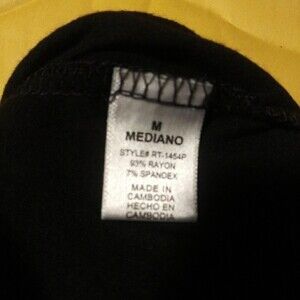 M
MEDIANO
STYLE# RT-1454P
93% RAYON
7% SPANDEX
MADE IN
CAMBODIA
HECHO EN
CAMBODIA